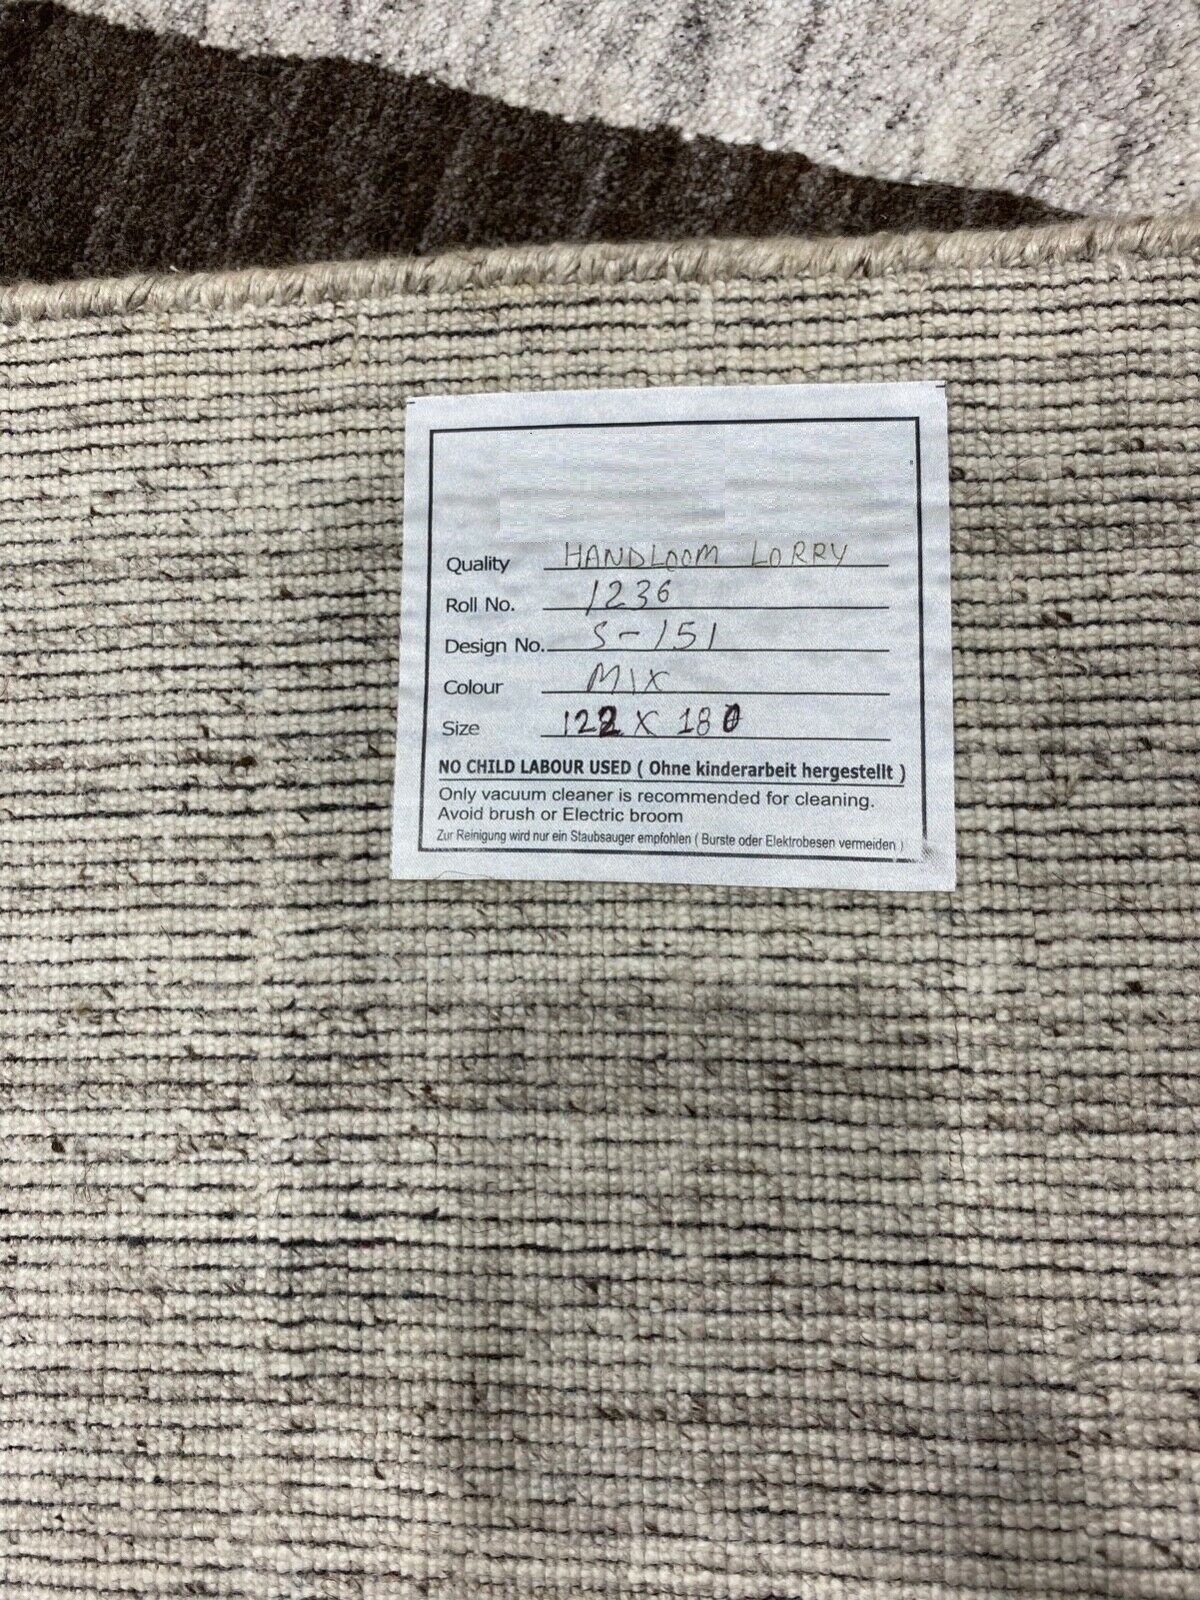 Quality HANDLOOM LORRY
Roll No. 1236
Design No. S-151
Colour MIX
Size 122 X 180
NO CHILD LABOUR USED ( Ohne kinderarbeit hergestellt )
Only vacuum cleaner is recommended for cleaning.
Avoid brush or Electric broom
Zur Reinigung wird nur ein Staubsauger empfohlen ( Burste oder Elektrobesen vermeiden )